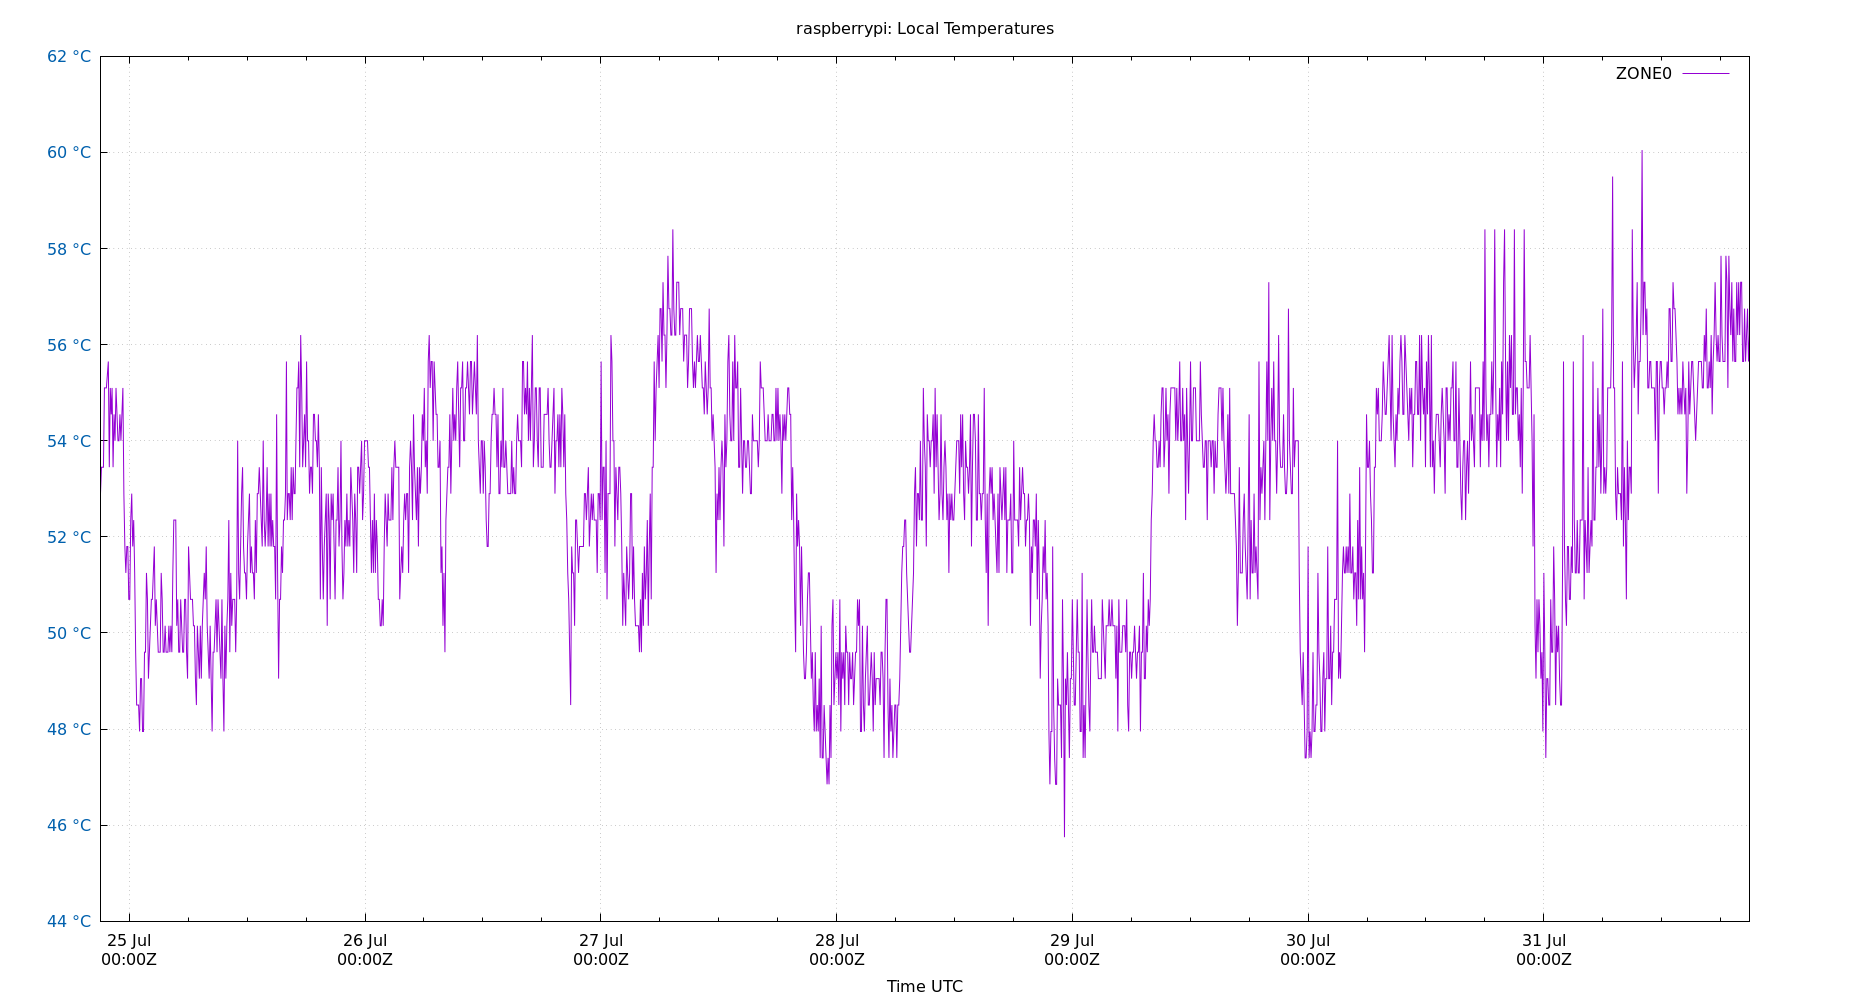 raspberrypi: Local Temperatures
62 °C
ZONE0
60 °C
58 °C
56 °C
54 °C
52 °C
50 °C
48 °C
46 °C
44 °C
25 Jul 26 Jul 27 Jul 28 Jul 29 Jul 30 Jul 31 Jul
00:00Z 00:00Z 00:00Z 00:00Z 00:00Z 00:00Z 00:00Z
Time UTC